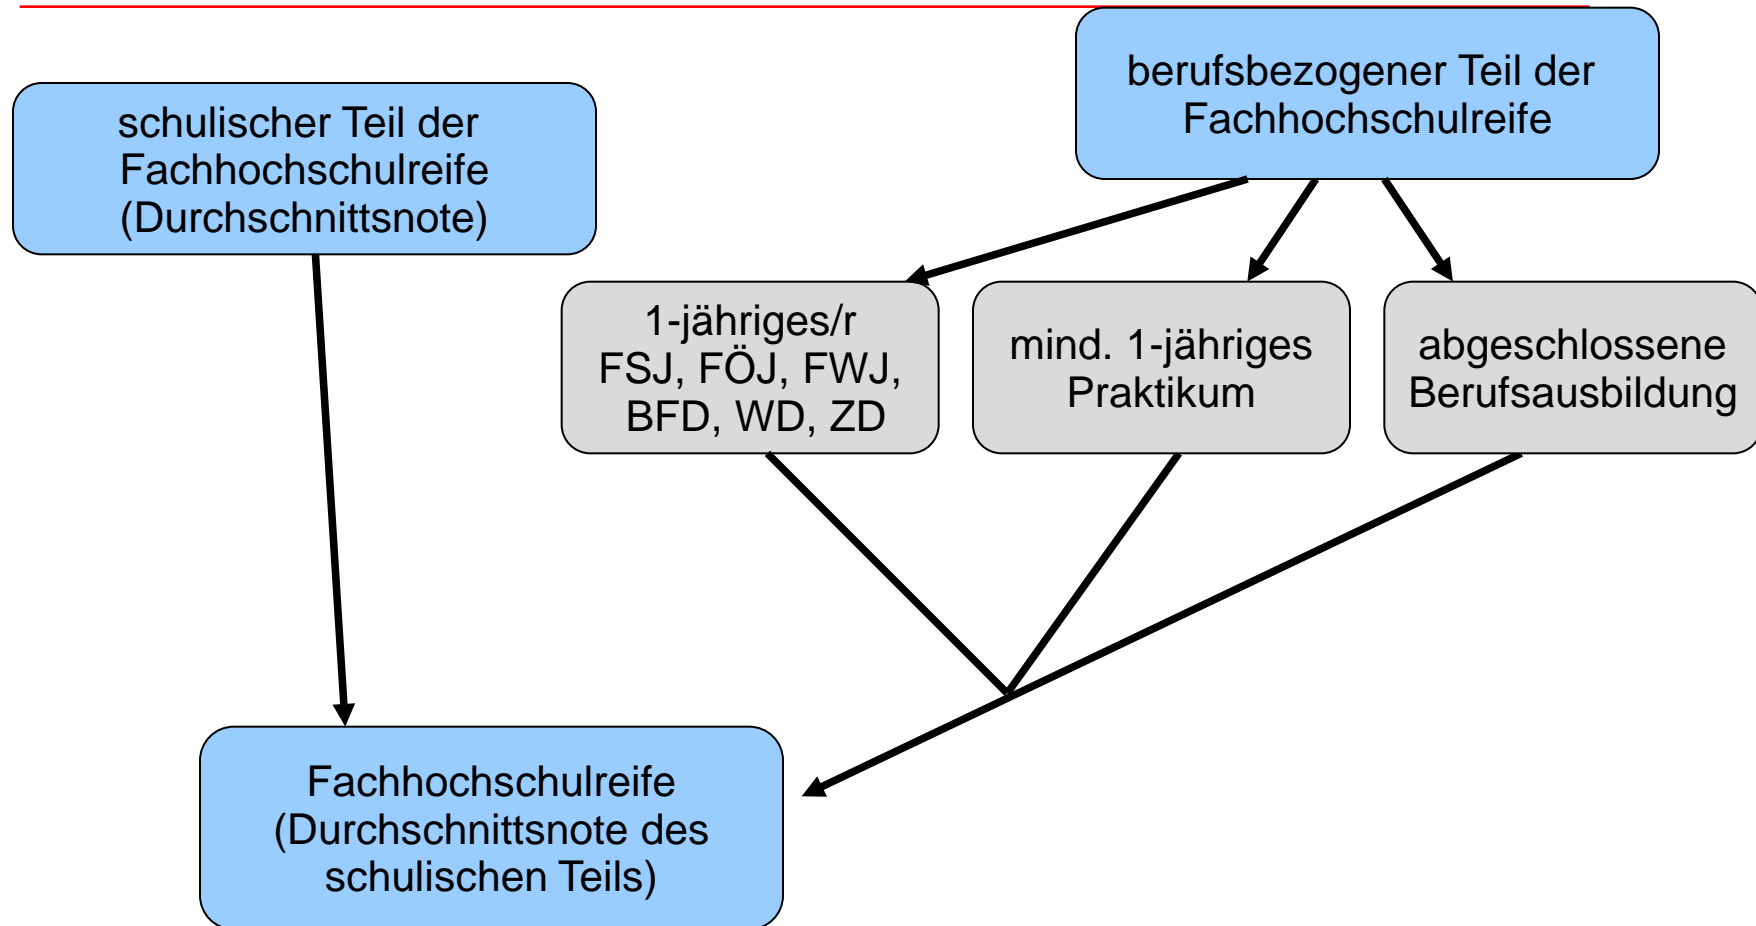 schulischer Teil der
Fachhochschulreife
(Durchschnittsnote)
berufsbezogener Teil der
Fachhochschulreife
1-jähriges/r
FSJ, FÖJ, FWJ,
BFD, WD, ZD
mind. 1-jähriges
Praktikum
abgeschlossene
Berufsausbildung
Fachhochschulreife
(Durchschnittsnote des
schulischen Teils)